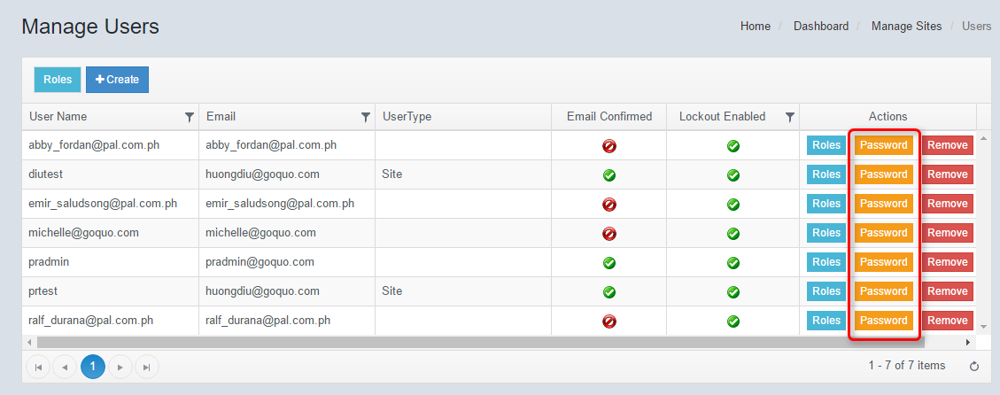 Manage Users
Home / Dashboard / Manage Sites / Users
Roles Create
User Name Email UserType Email Confirmed Lockout Enabled Actions
abby_fordan@pal.com.ph abby_fordan@pal.com.ph Roles Password Remove
diutest huongdiu@goquo.com Site Roles Password Remove
emir_saludsong@pal.com.ph emir_saludsong@pal.com.ph Roles Password Remove
michelle@goquo.com michelle@goquo.com Roles Password Remove
pradmin pradmin@goquo.com Roles Password Remove
prtest huongdiu@goquo.com Site Roles Password Remove
ralf_durana@pal.com.ph ralf_durana@pal.com.ph Roles Password Remove
1 1 - 7 of 7 items